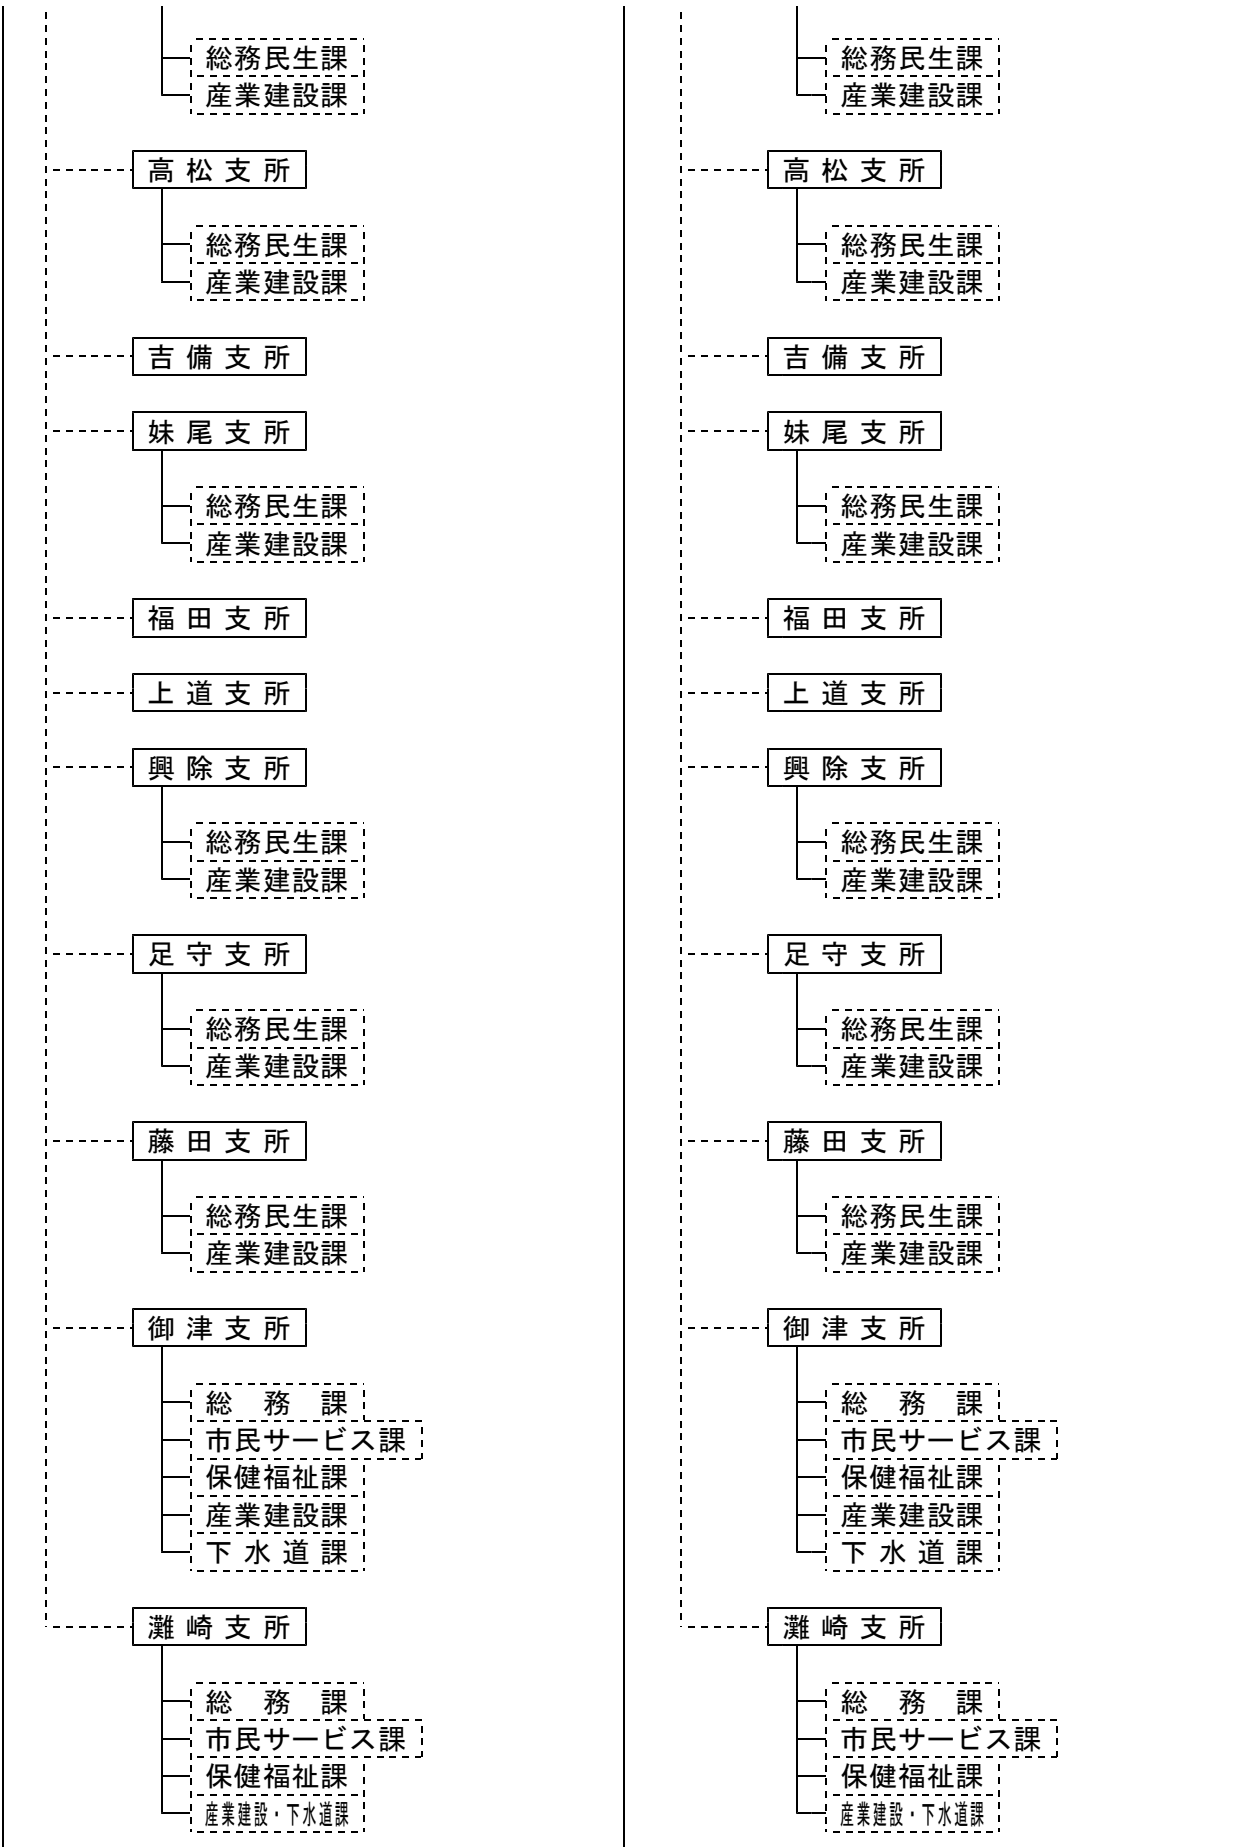 総務民生課
産業建設課
高松支所
総務民生課
産業建設課
吉備支所
妹尾支所
総務民生課
産業建設課
福田支所
上道支所
興除支所
総務民生課
産業建設課
足守支所
総務民生課
産業建設課
藤田支所
総務民生課
産業建設課
御津支所
総務課
市民サービス課
保健福祉課
産業建設課
下水道課
灘崎支所
総務課
市民サービス課
保健福祉課
産業建設・下水道課
総務民生課
産業建設課
高松支所
総務民生課
産業建設課
吉備支所
妹尾支所
総務民生課
産業建設課
福田支所
上道支所
興除支所
総務民生課
産業建設課
足守支所
総務民生課
産業建設課
藤田支所
総務民生課
産業建設課
御津支所
総務課
市民サービス課
保健福祉課
産業建設課
下水道課
灘崎支所
総務課
市民サービス課
保健福祉課
産業建設・下水道課